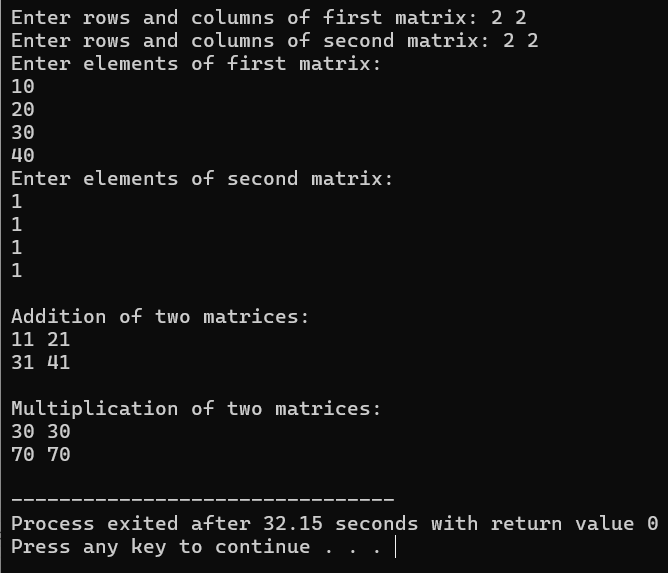 Enter rows and columns of first matrix: 2 2
Enter rows and columns of second matrix: 2 2
Enter elements of first matrix:
10
20
30
40
Enter elements of second matrix:
1
1
1
1
Addition of two matrices:
11 21
31 41
Multiplication of two matrices:
30 30
70 70
--------------------------------
Process exited after 32.15 seconds with return value 0
Press any key to continue . . .